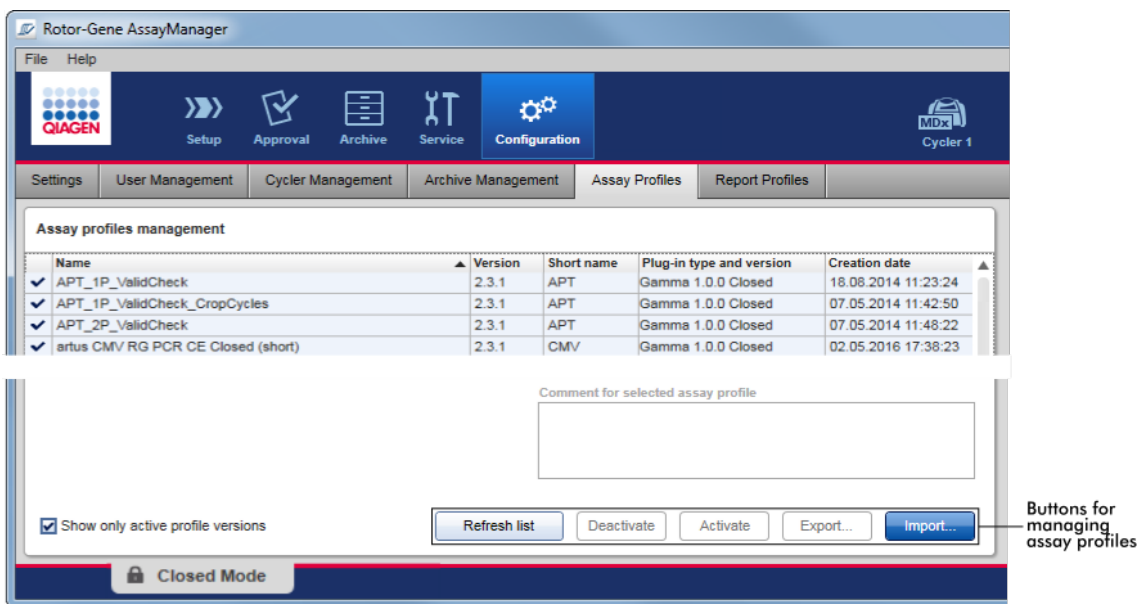 Rotor-Gene AssayManager
File Help
QIAGEN
Setup Approval Archive Service Configuration
MDx
Cycler 1
Settings User Management Cycler Management Archive Management Assay Profiles Report Profiles
Assay profiles management
Name Version Short name Plug-in type and version Creation date
APT_1P_ValidCheck 2.3.1 APT Gamma 1.0.0 Closed 18.08.2014 11:23:24
APT_1P_ValidCheck_CropCycles 2.3.1 APT Gamma 1.0.0 Closed 07.05.2014 11:42:50
APT_2P_ValidCheck 2.3.1 APT Gamma 1.0.0 Closed 07.05.2014 11:48:22
artus CMV RG PCR CE Closed (short) 2.3.1 CMV Gamma 1.0.0 Closed 02.05.2016 17:38:23
Comment for selected assay profile
Show only active profile versions
Refresh list Deactivate Activate Export... Import...
Buttons for
managing
assay profiles
Closed Mode